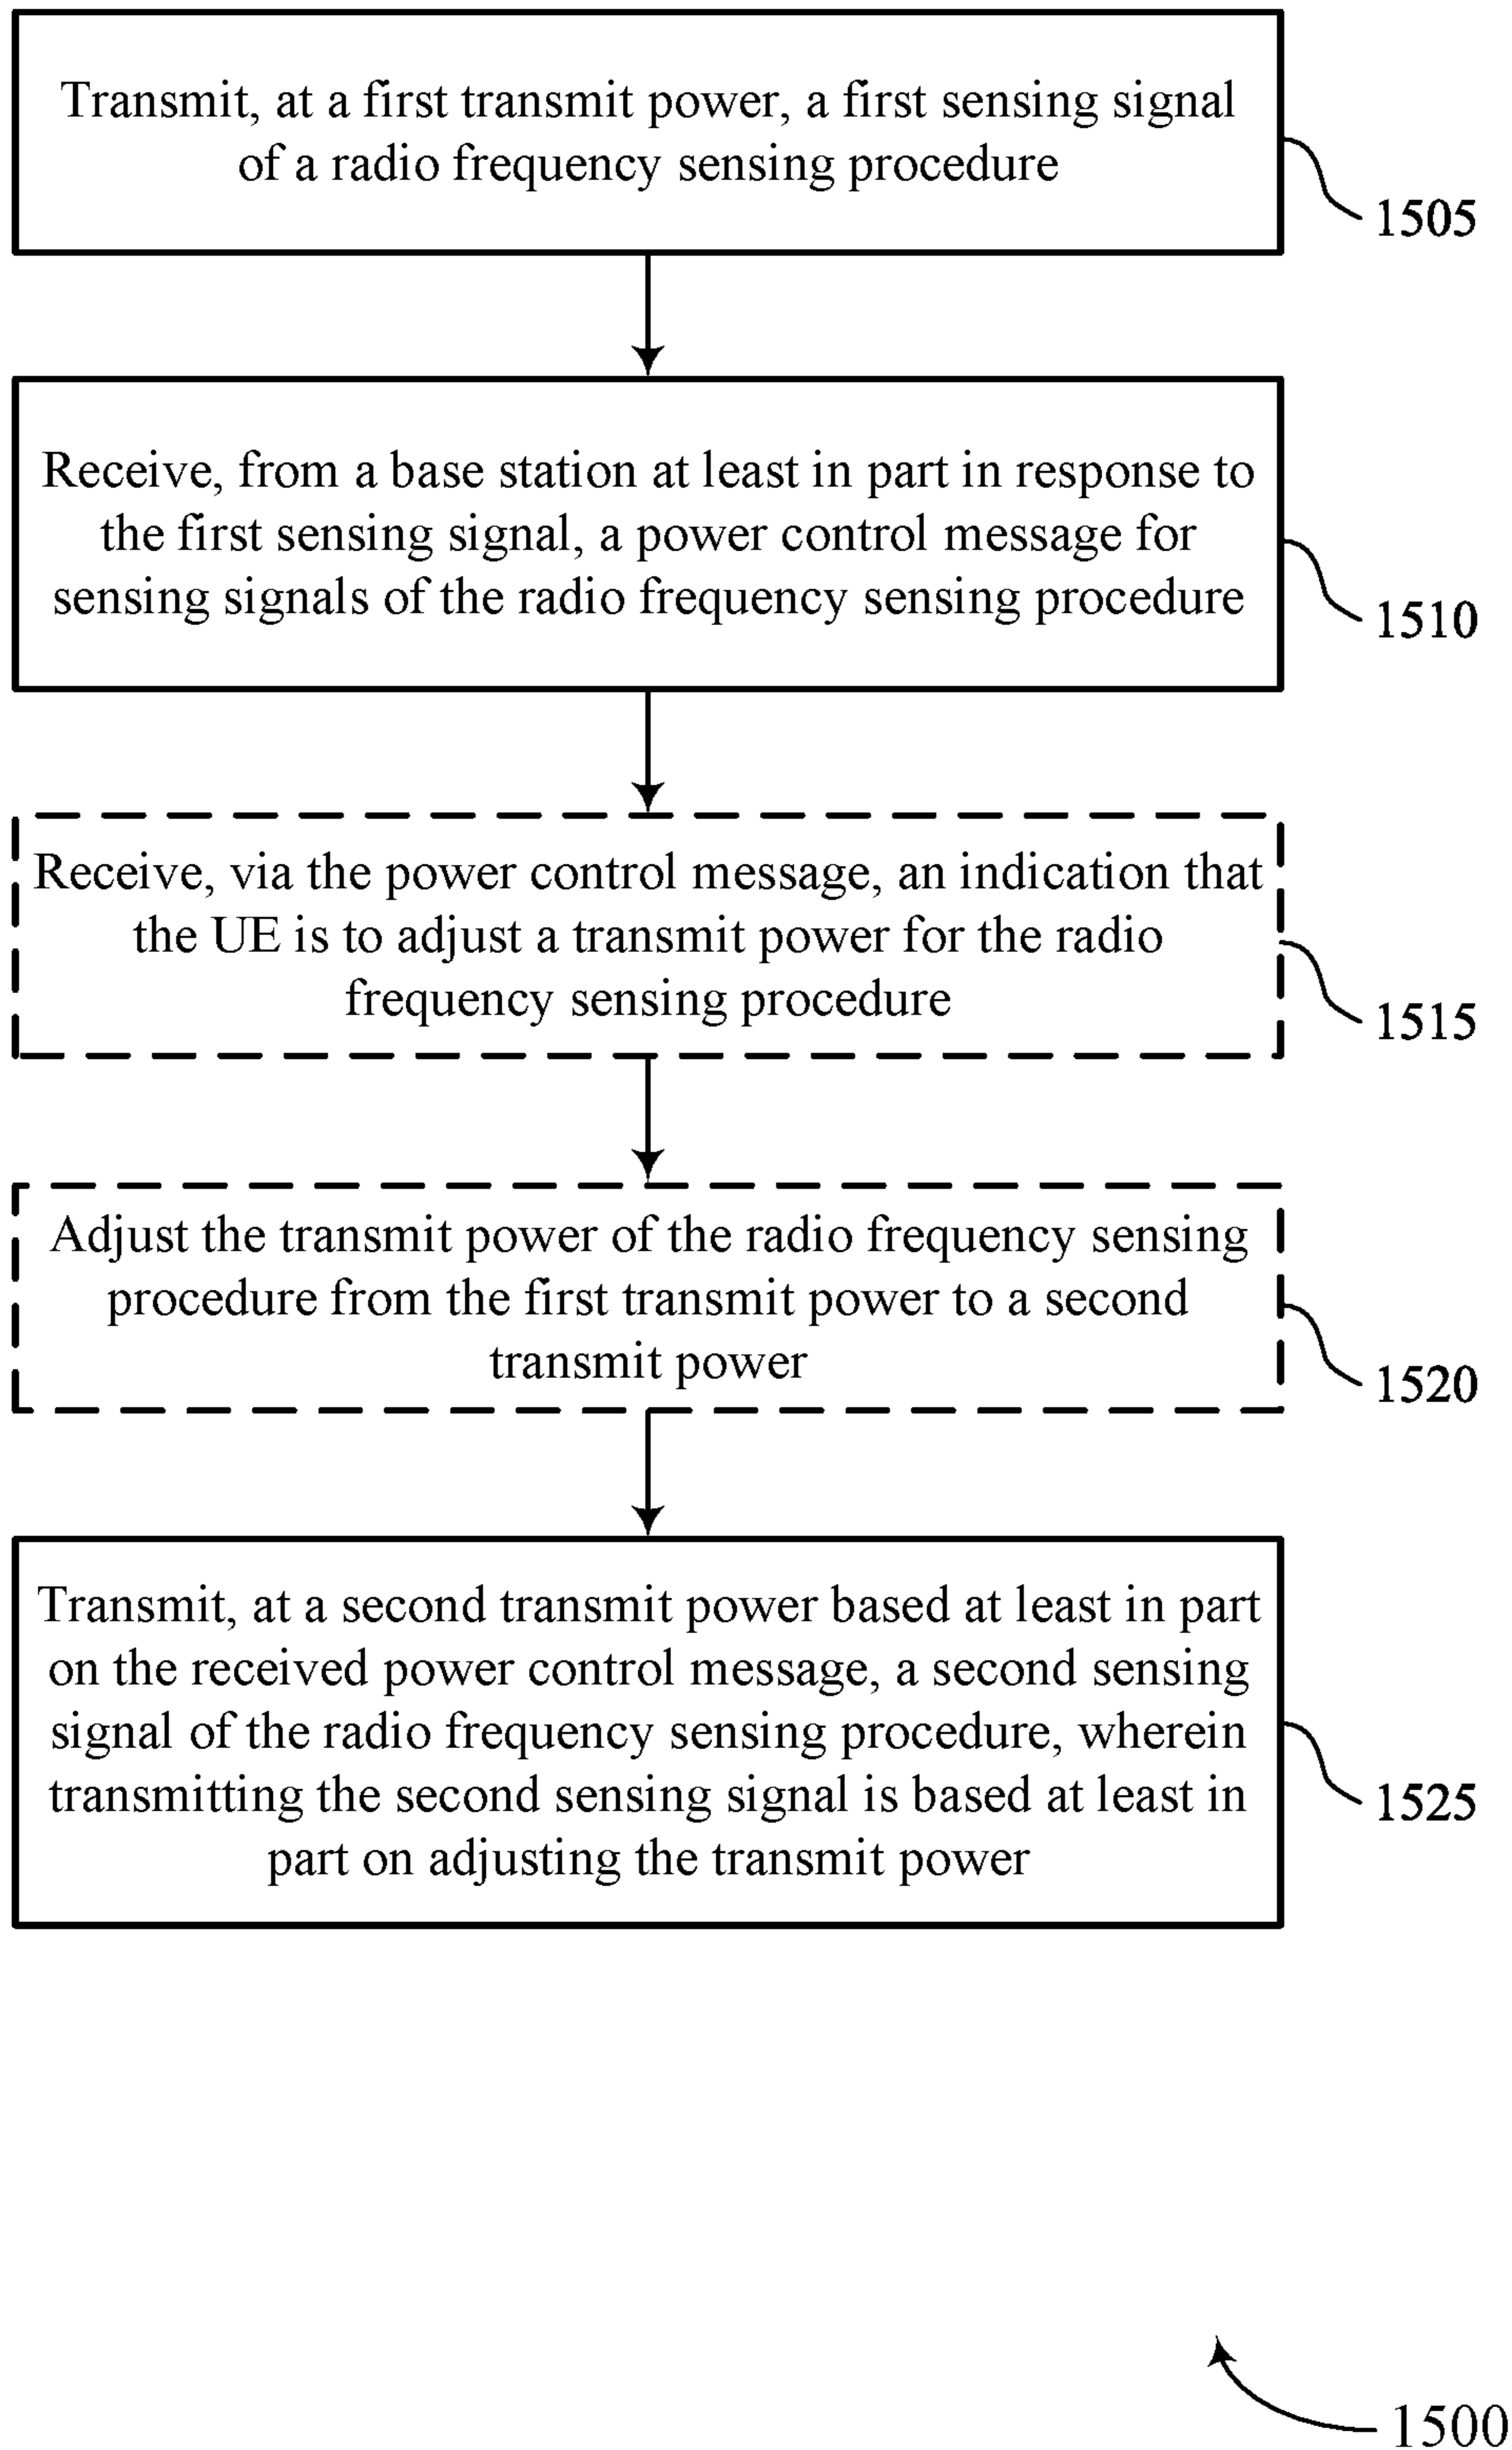 Transmit, at a first transmit power, a first sensing signal
of a radio frequency sensing procedure
1505
Receive, from a base station at least in part in response to
the first sensing signal, a power control message for
sensing signals of the radio frequency sensing procedure
1510
Receive, via the power control message, an indication that
the UE is to adjust a transmit power for the radio
frequency sensing procedure
1515
Adjust the transmit power of the radio frequency sensing
procedure from the first transmit power to a second
transmit power
1520
Transmit, at a second transmit power based at least in part
on the received power control message, a second sensing
signal of the radio frequency sensing procedure, wherein
transmitting the second sensing signal is based at least in
part on adjusting the transmit power
1525
1500